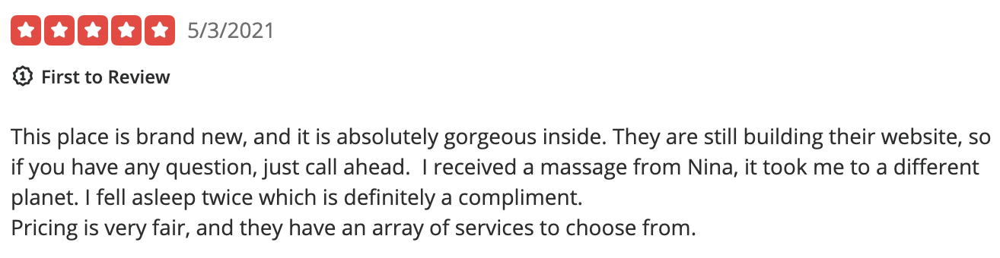 5/3/2021
First to Review
This place is brand new, and it is absolutely gorgeous inside. They are still building their website, so
if you have any question, just call ahead.  I received a massage from Nina, it took me to a different
planet. I fell asleep twice which is definitely a compliment.
Pricing is very fair, and they have an array of services to choose from.